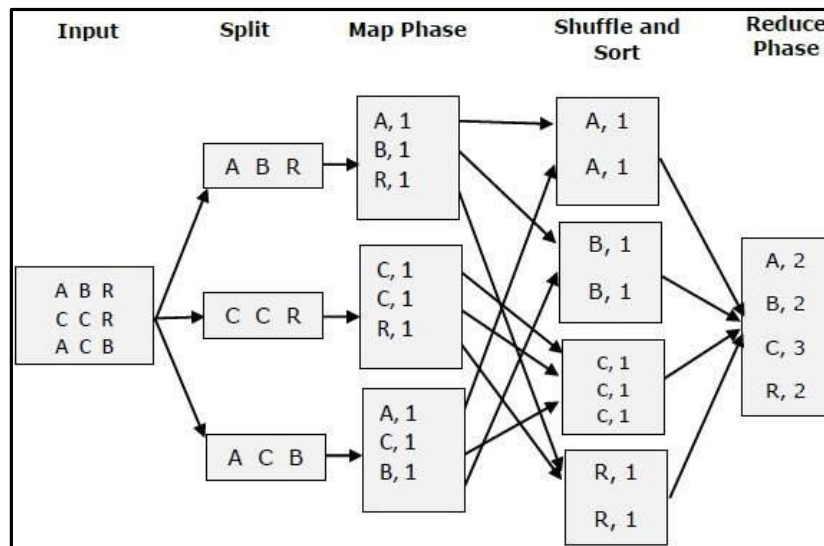 Input
Split
Map Phase
Shuffle and
Sort
Reduce
Phase
A B R
C C R
A C B
A B R
C C R
A C B
A, 1
B, 1
R, 1
C, 1
C, 1
R, 1
A, 1
C, 1
B, 1
A, 1
A, 1
B, 1
B, 1
C, 1
C, 1
C, 1
R, 1
R, 1
A, 2
B, 2
C, 3
R, 2